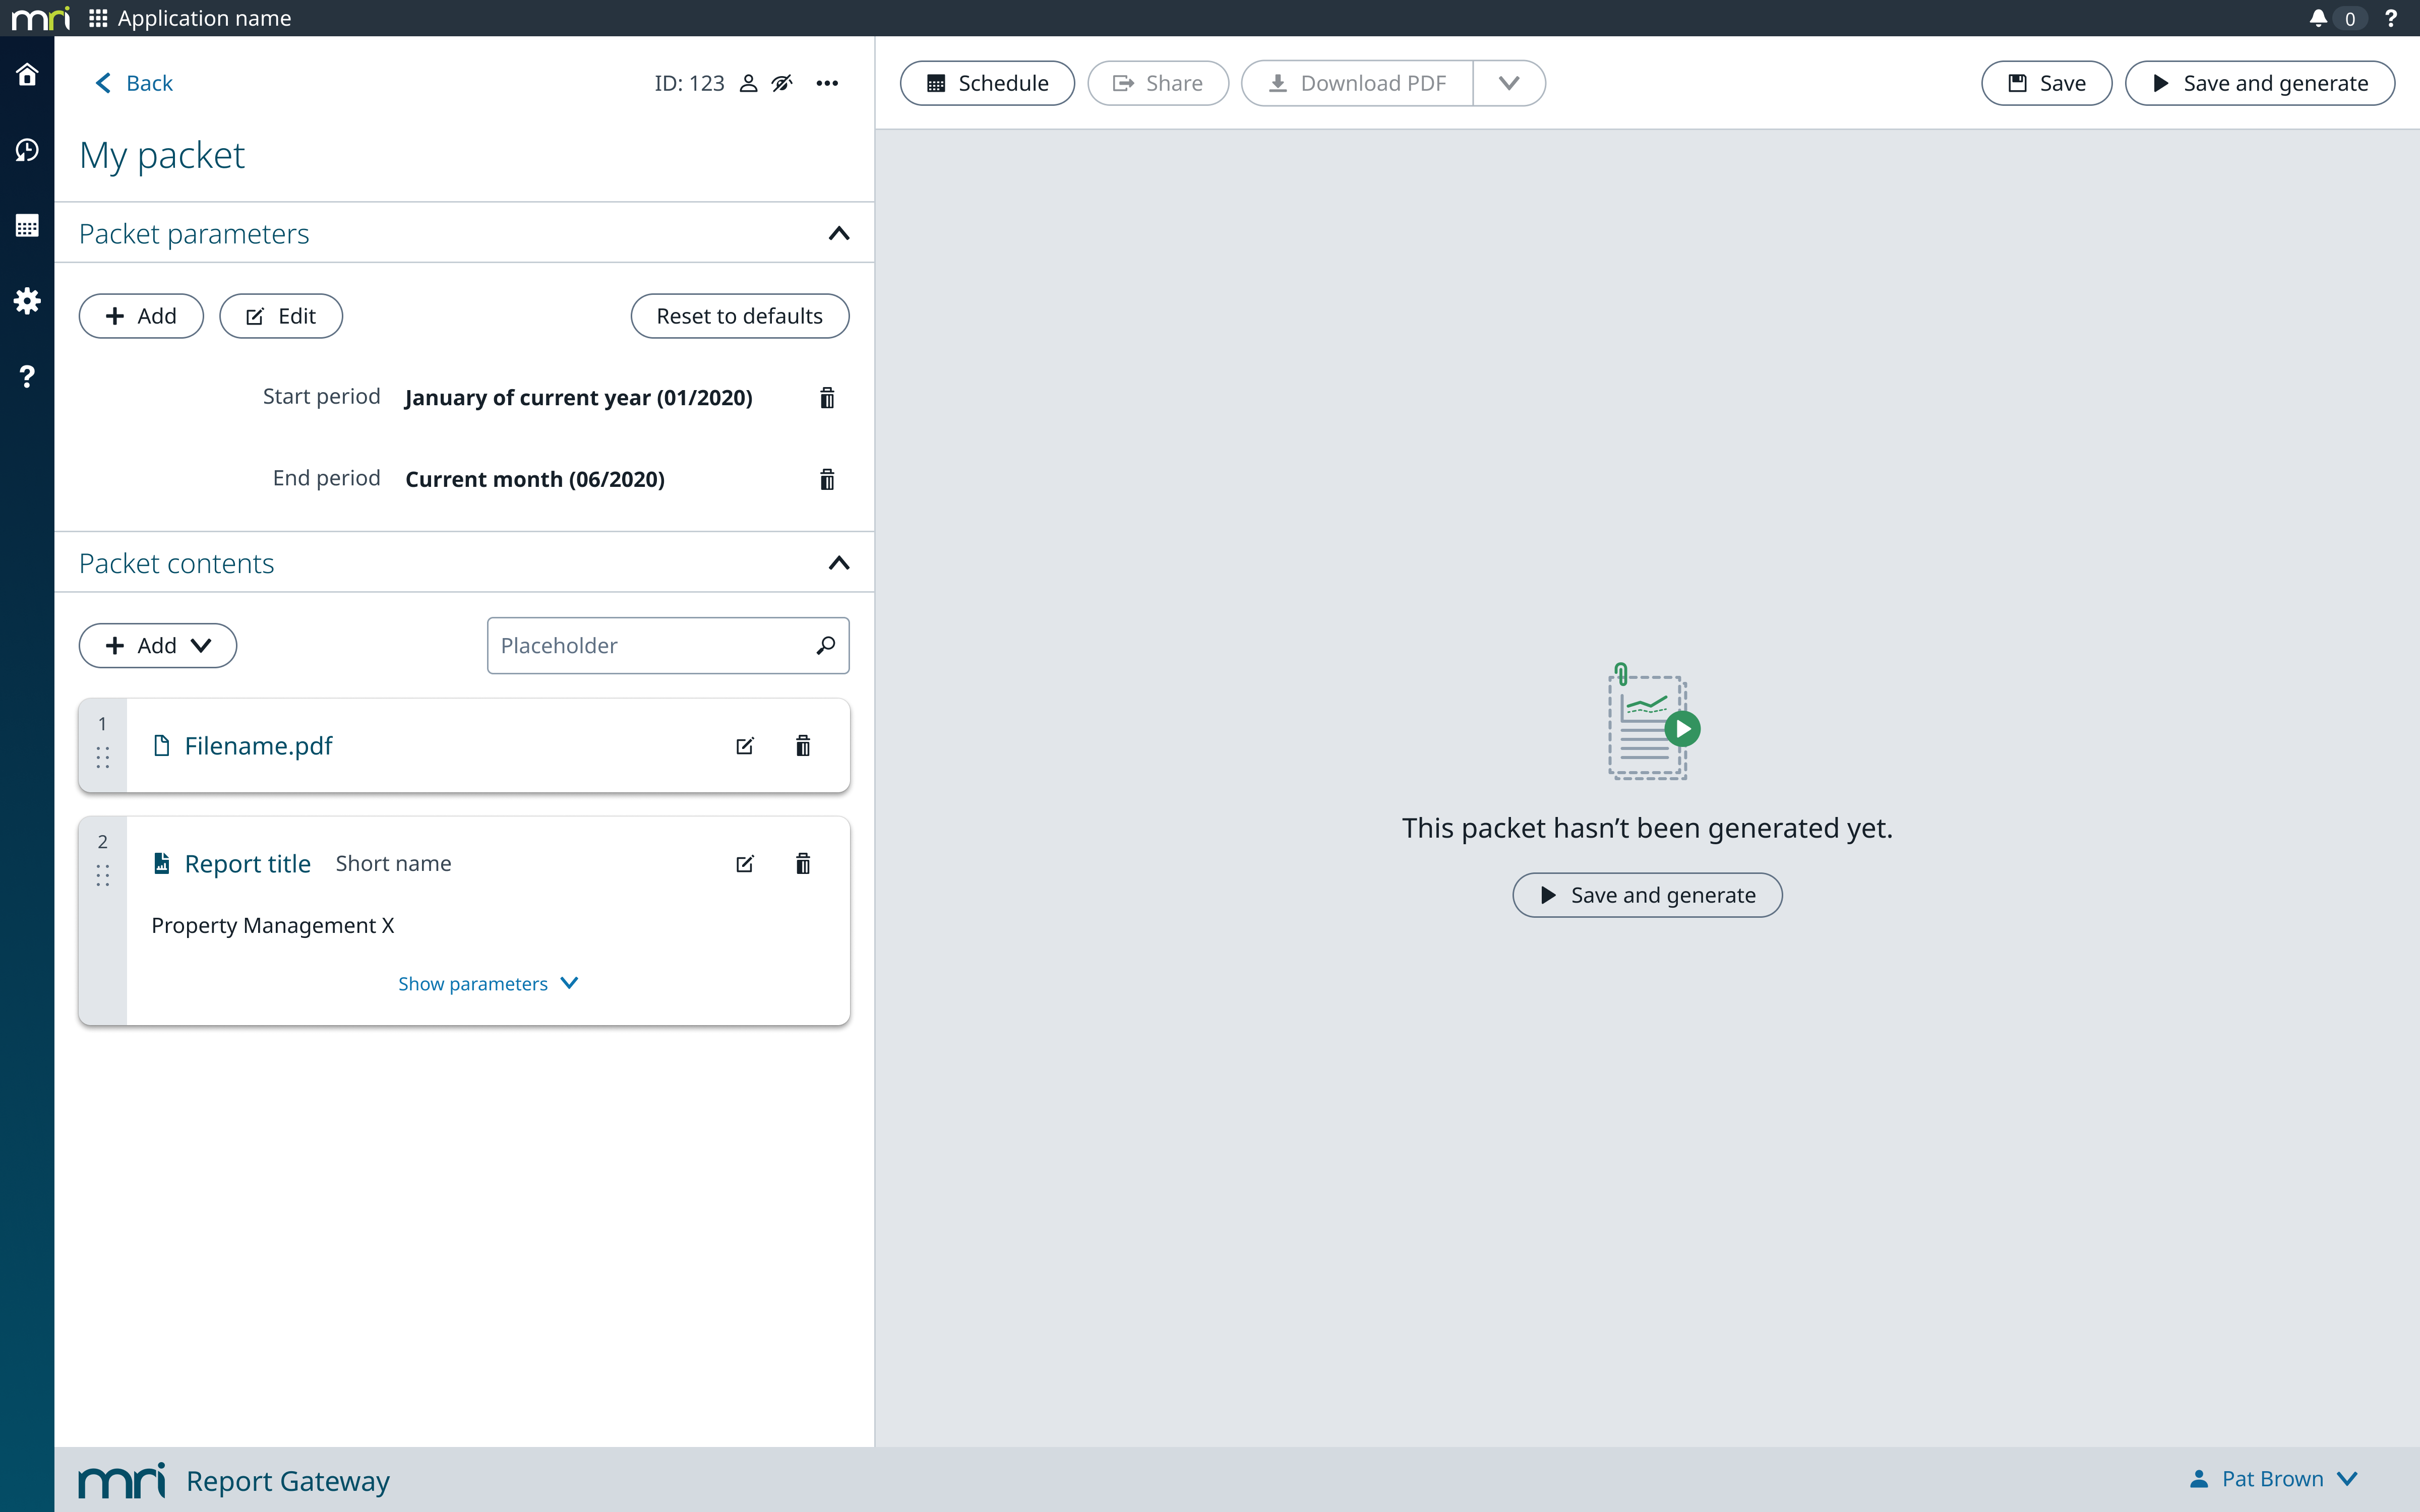 mri Application name 0 ?
Back ID: 123
Schedule Share Download PDF Save Save and generate
My packet
Packet parameters
Add Edit Reset to defaults
?
Start period January of current year (01/2020)
End period Current month (06/2020)
Packet contents
Add Placeholder
1
Filename.pdf
2
Report title Short name
Property Management X
Show parameters
This packet hasn’t been generated yet.
Save and generate
mri Report Gateway Pat Brown